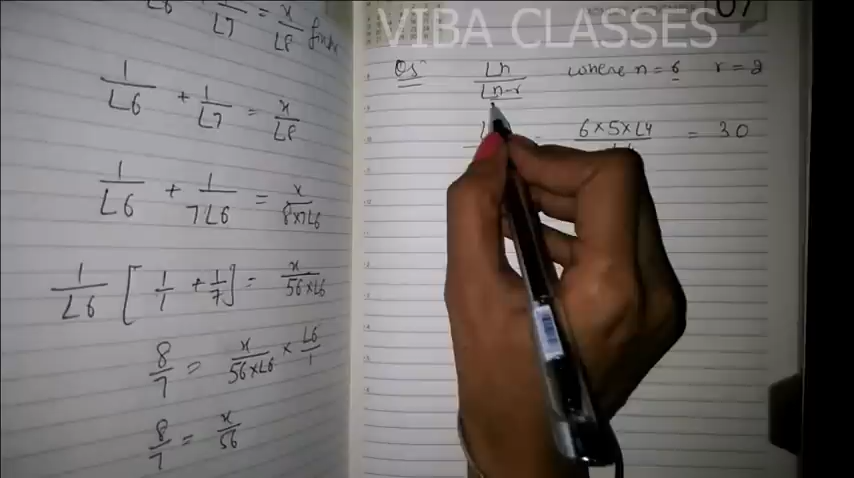 VIBA CLASSES
07
L6 L7 = x/L8 find
1/L6 + 1/L7 = x/L8
1/L6 + 1/7L6 = x/8×7L6
1/L6 [ 1/1 + 1/7 ] = x/56×L6
8/7 = x/56×L6 × L6/1
8/7 = x/56
Q5 Ln/Ln-r where n = 6 r = 2
6×5×L4 = 30